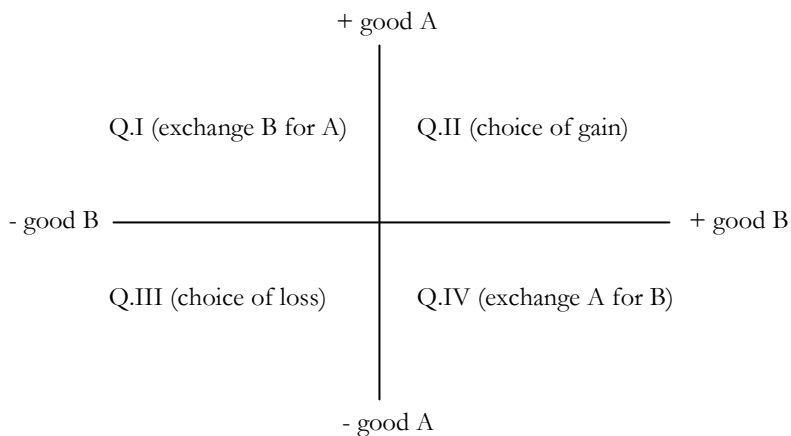 + good A
Q.I (exchange B for A)
Q.II (choice of gain)
- good B
+ good B
Q.III (choice of loss)
Q.IV (exchange A for B)
- good A